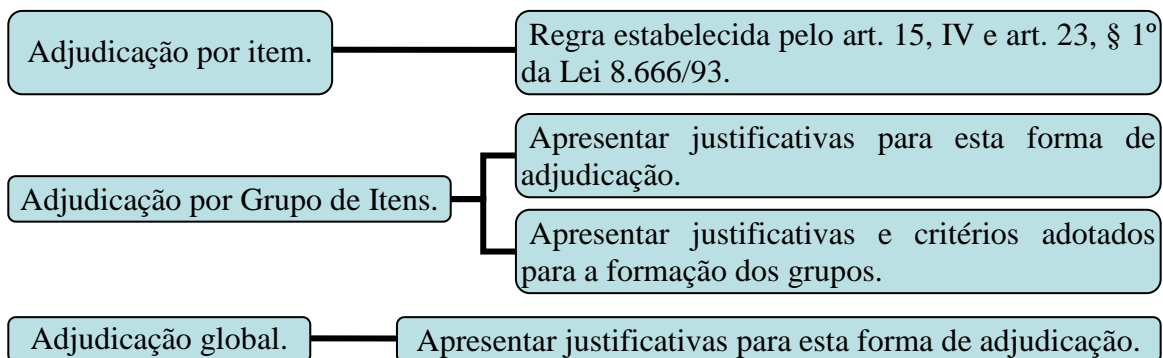 Adjudicação por item.
Regra estabelecida pelo art. 15, IV e art. 23, § 1º
da Lei 8.666/93.
Adjudicação por Grupo de Itens.
Apresentar justificativas para esta forma de
adjudicação.
Apresentar justificativas e critérios adotados
para a formação dos grupos.
Adjudicação global.
Apresentar justificativas para esta forma de adjudicação.